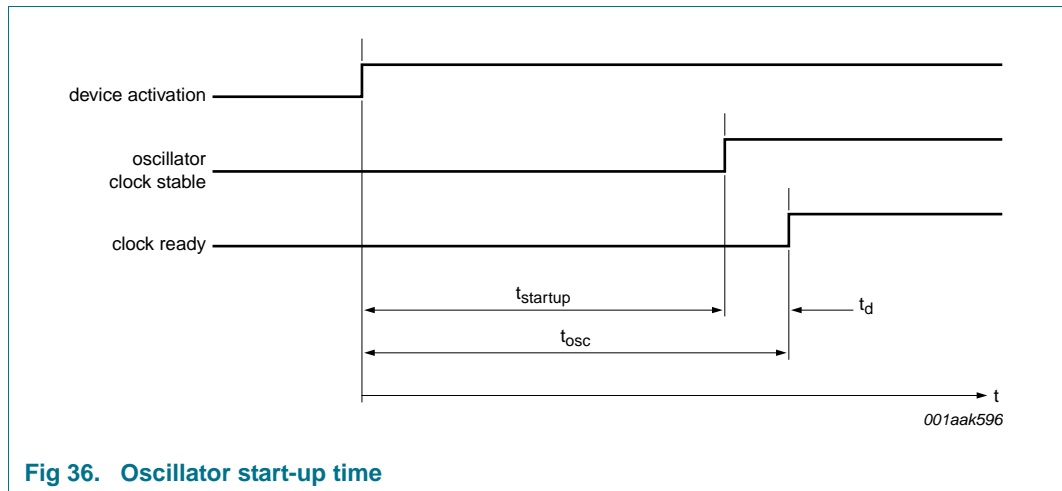 device activation
oscillator
clock stable
clock ready
tstartup
td
tosc
t
001aak596
Fig 36. Oscillator start-up time